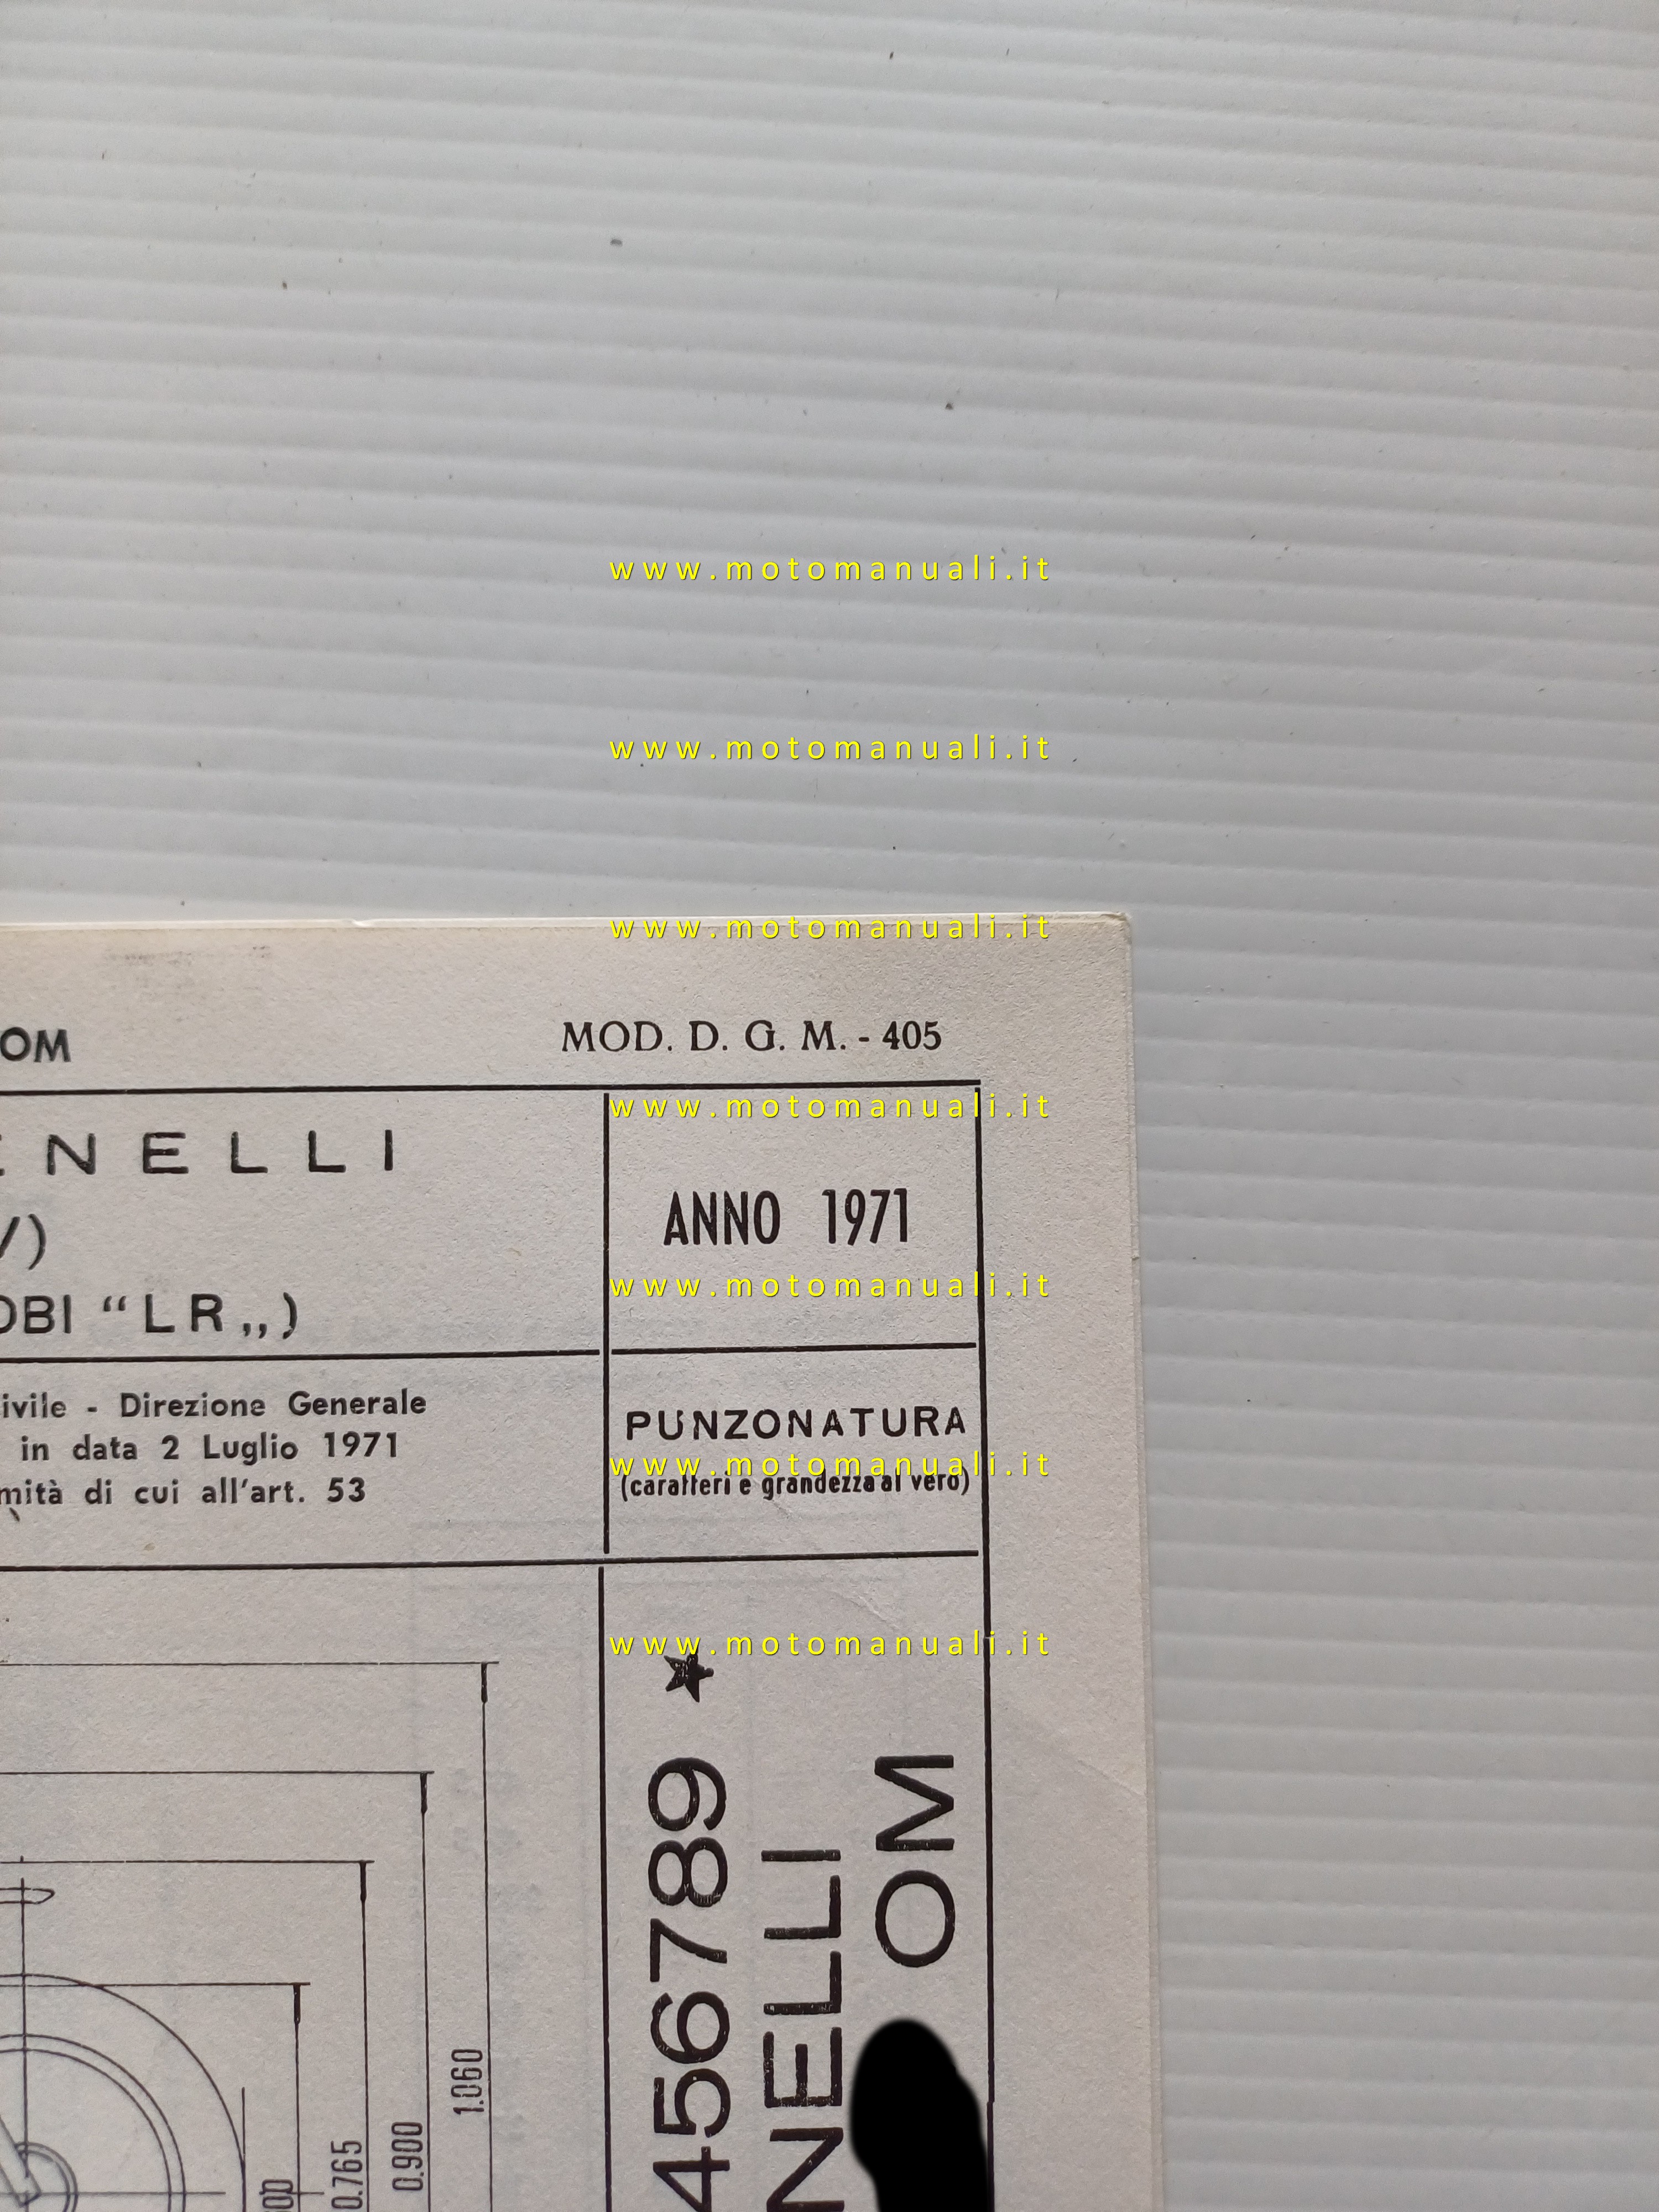 www.motomanuali.it
www.motomanuali.it
www.motomanuali.it
OM MOD. D. G. M. - 405
www.motomanuali.it
ENELLI
ANNO 1971
V)
www.motomanuali.it
OBI “LR„)
ivile - Direzione Generale
PUNZONATURA
in data 2 Luglio 1971
www.motomanuali.it
mità di cui all'art. 53
(caratteri e grandezza al vero)
www.motomanuali.it
456789 ★
NELLI
OM
1.060
0.900
0.765
00